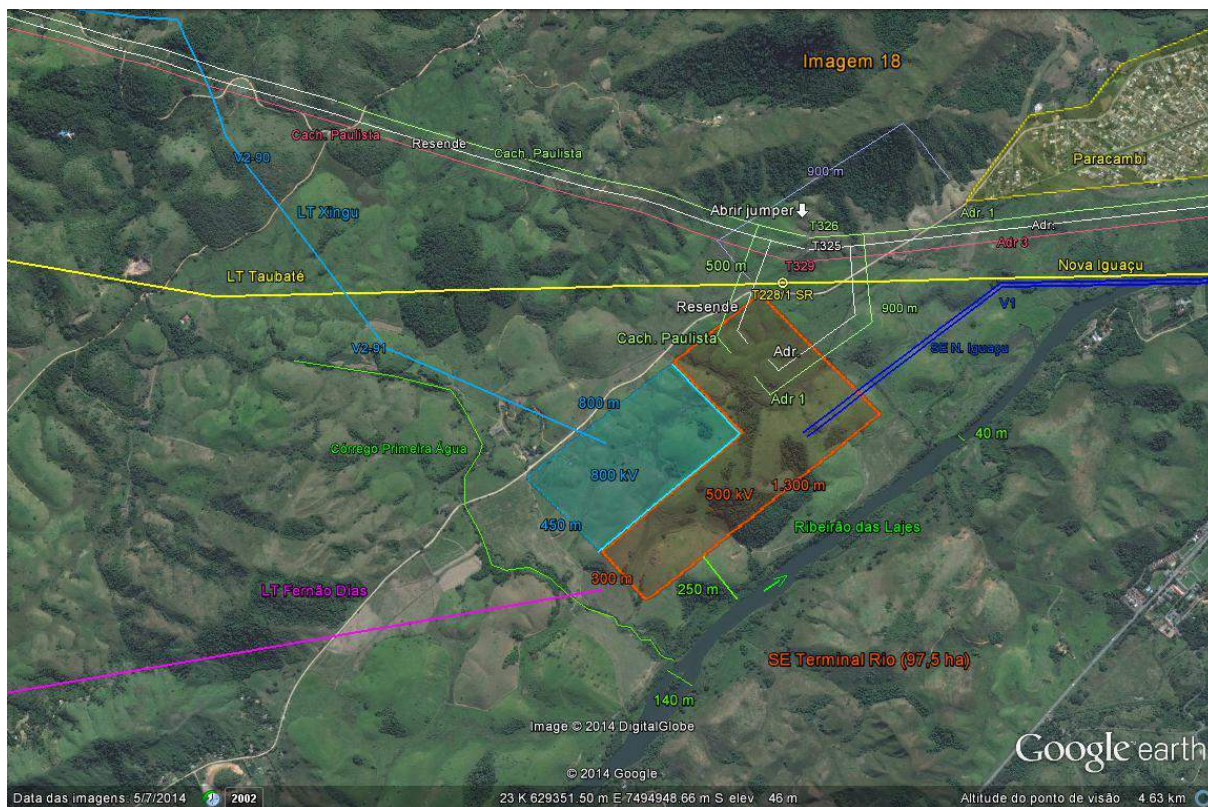 Imagem 18
Paracambi
Cach. Paulista
Resende
Cach. Paulista
V2-90
LT Xingu
900 m
Abrir jumper
Adr. 1
T326
Adr.
T325
Adr 3
500 m
T329
LT Taubaté
Nova Iguaçu
T228/1 SR
Resende
900 m
V1
Cach. Paulista
SE N. Iguaçu
V2-91
Adr
Adr 1
800 m
40 m
Córrego Primeira Água
800 kV
1.300 m
500 kV
450 m
Ribeirão das Lajes
300 m
250 m
LT Fernão Dias
SE Terminal Rio (97,5 ha)
140 m
Image © 2014 DigitalGlobe
Google earth
© 2014 Google
Data das imagens: 5/7/2014 2002 23 K 629351.50 m E 7494948.66 m S elev 46 m Altitude do ponto de visão 4.63 km